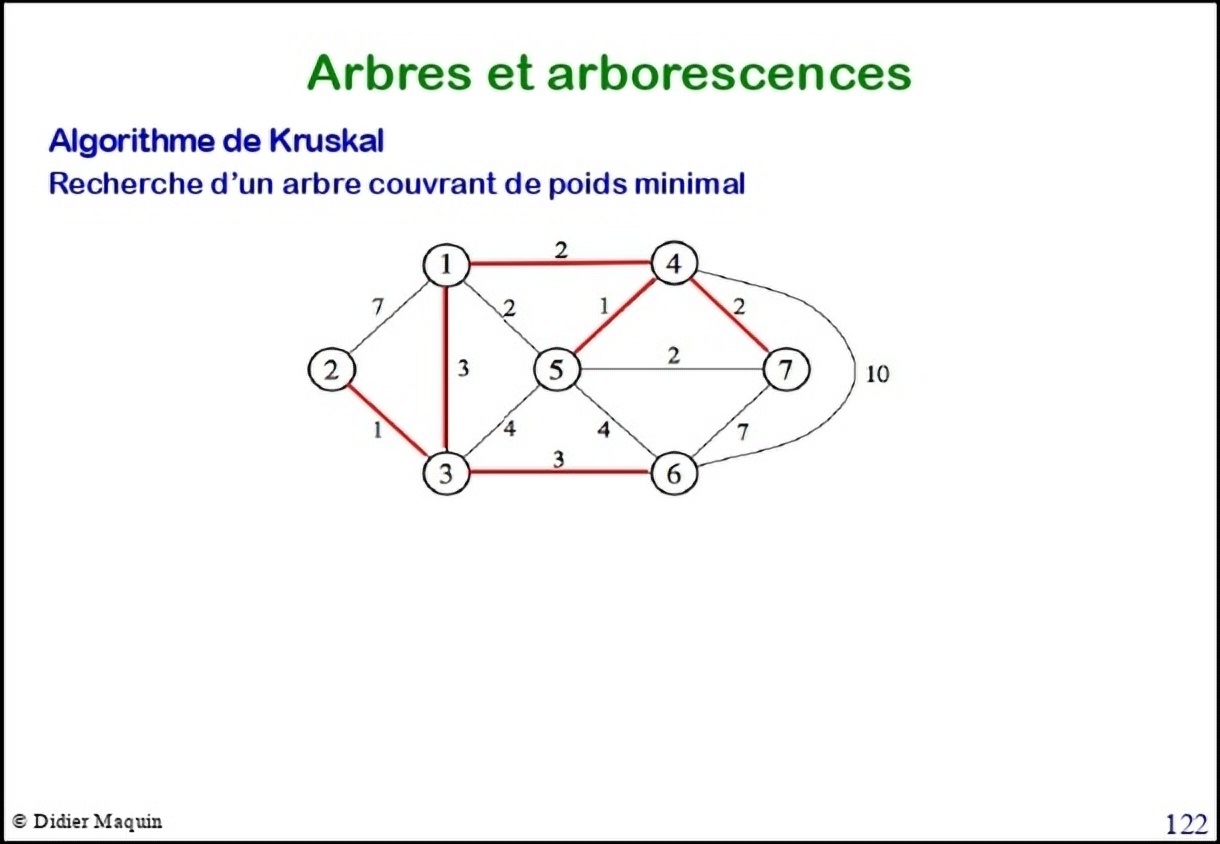 Arbres et arborescences
Algorithme de Kruskal
Recherche d’un arbre couvrant de poids minimal
2
1 4
7 2 1 2
2 3 5 2 7 10
1 4 4 7
3 3 6
© Didier Maquin 122